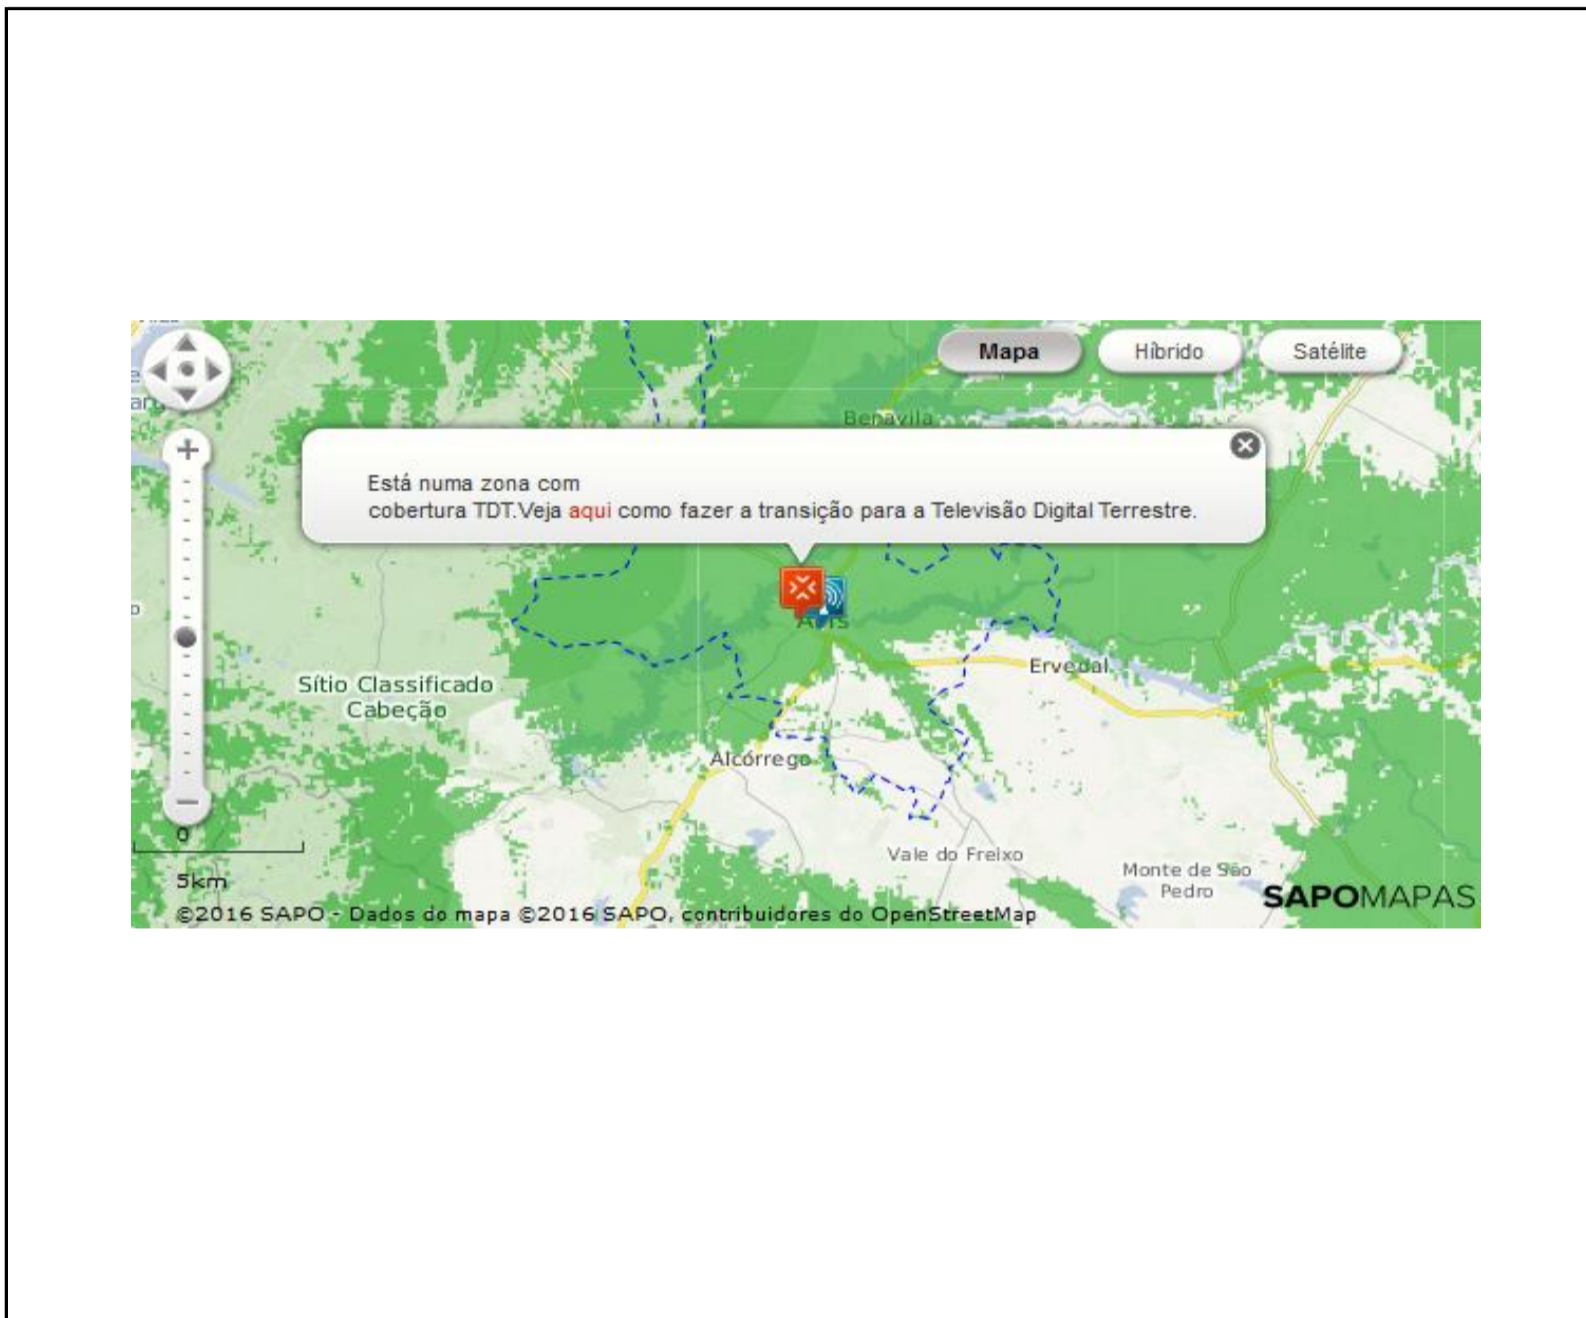 Mapa
Híbrido
Satélite
Benavila
Está numa zona com
cobertura TDT.Veja aqui como fazer a transição para a Televisão Digital Terrestre.
Avis
Ervedal
Sítio Classificado
Cabeção
Alcórrego
0
5km
Vale do Freixo
Monte de São
Pedro
SAPOMAPAS
©2016 SAPO - Dados do mapa ©2016 SAPO, contribuidores do OpenStreetMap